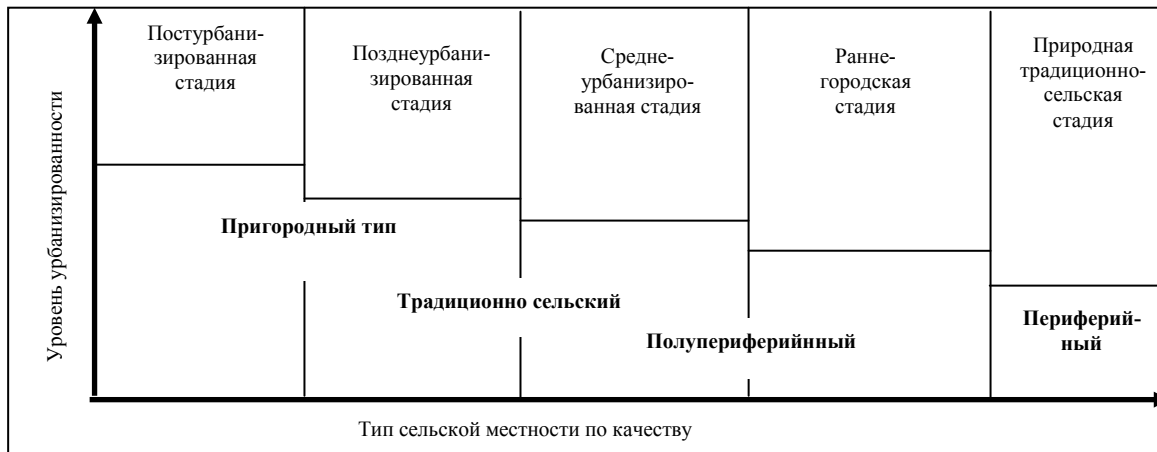 Постурбани-
зированная
стадия
Позднеурбани-
зированная
стадия
Средне-
урбанизиро-
ванная стадия
Ранне-
городская
стадия
Природная
традиционно-
сельская
стадия
Уровень урбанизированности
Пригородный тип
Традиционно сельский
Полупериферийнный
Периферий-
ный
Тип сельской местности по качеству